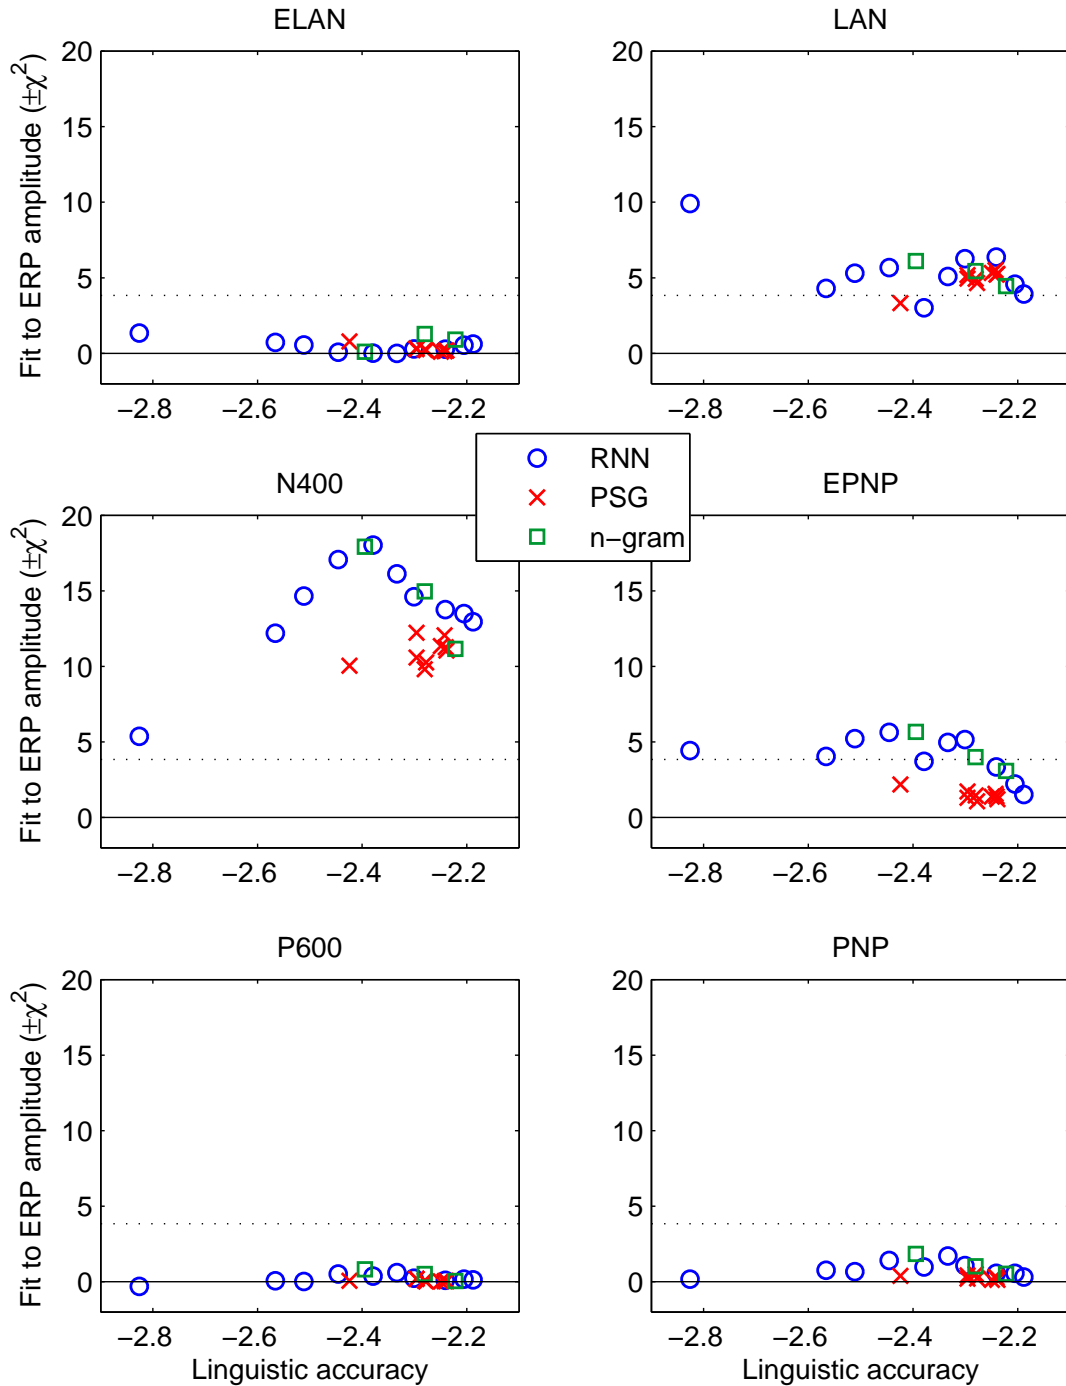 ELAN
LAN
Fit to ERP amplitude (±χ²)
20
15
10
5
0
−2.8 −2.6 −2.4 −2.2
20
15
10
5
0
−2.8 −2.6 −2.4 −2.2
RNN
PSG
n−gram
N400
EPNP
Fit to ERP amplitude (±χ²)
20
15
10
5
0
−2.8 −2.6 −2.4 −2.2
20
15
10
5
0
−2.8 −2.6 −2.4 −2.2
P600
PNP
Fit to ERP amplitude (±χ²)
20
15
10
5
0
−2.8 −2.6 −2.4 −2.2
Linguistic accuracy
20
15
10
5
0
−2.8 −2.6 −2.4 −2.2
Linguistic accuracy